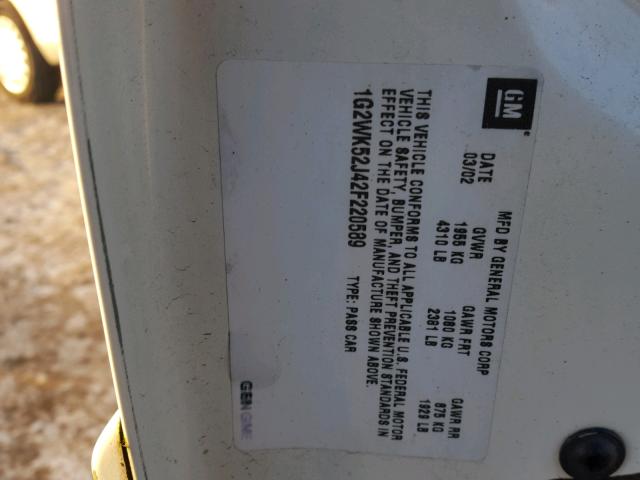 GM
MFD BY GENERAL MOTORS CORP
DATE GVWR GAWR FRT GAWR RR
03/02 1955 KG 1080 KG 875 KG
4310 LB 2381 LB 1929 LB
THIS VEHICLE CONFORMS TO ALL APPLICABLE U.S. FEDERAL MOTOR
VEHICLE SAFETY, BUMPER, AND THEFT PREVENTION STANDARDS IN
EFFECT ON THE DATE OF MANUFACTURE SHOWN ABOVE.
1G2WK52J42F220589 TYPE: PASS CAR